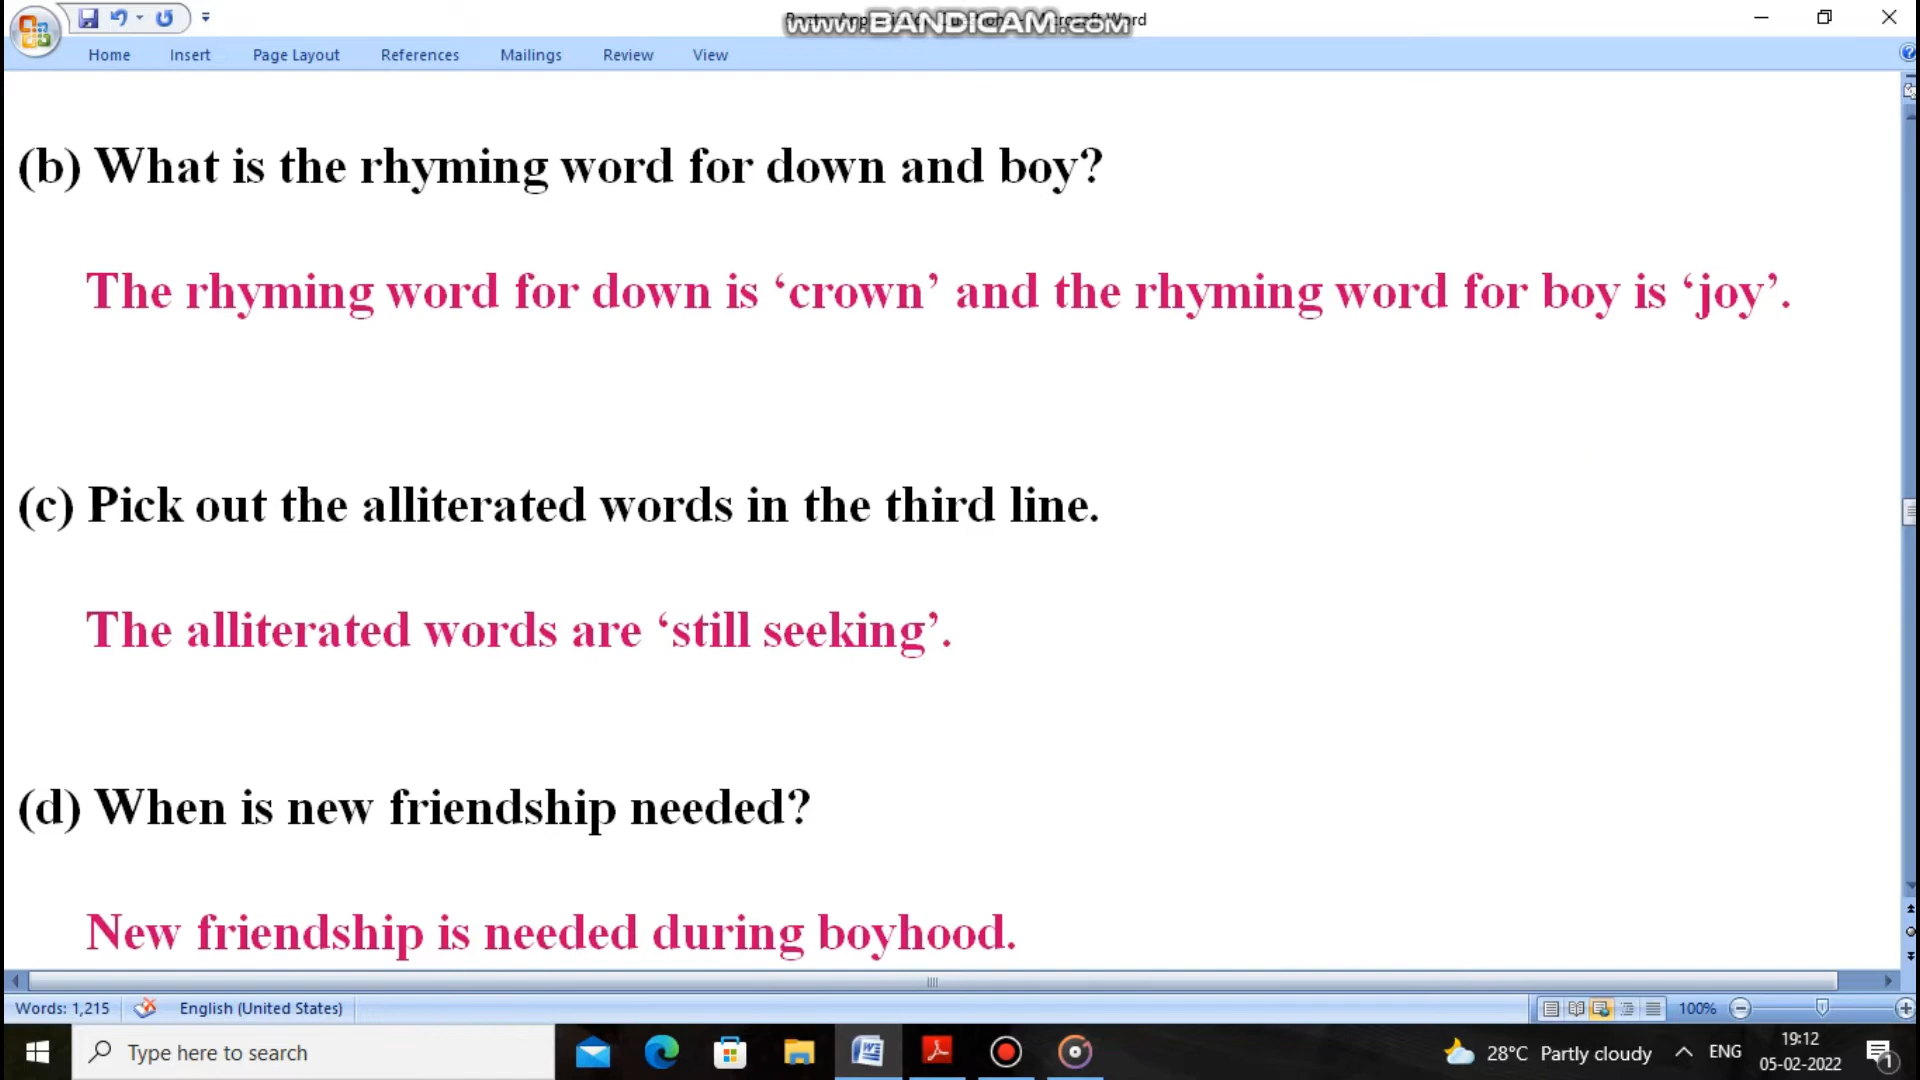 www.BANDICAM.com
Word
Home Insert Page Layout References Mailings Review View
(b) What is the rhyming word for down and boy?
The rhyming word for down is ‘crown’ and the rhyming word for boy is ‘joy’.
(c) Pick out the alliterated words in the third line.
The alliterated words are ‘still seeking’.
(d) When is new friendship needed?
New friendship is needed during boyhood.
Words: 1,215 English (United States) 100%
Type here to search 28°C Partly cloudy ENG 19:12
05-02-2022 1